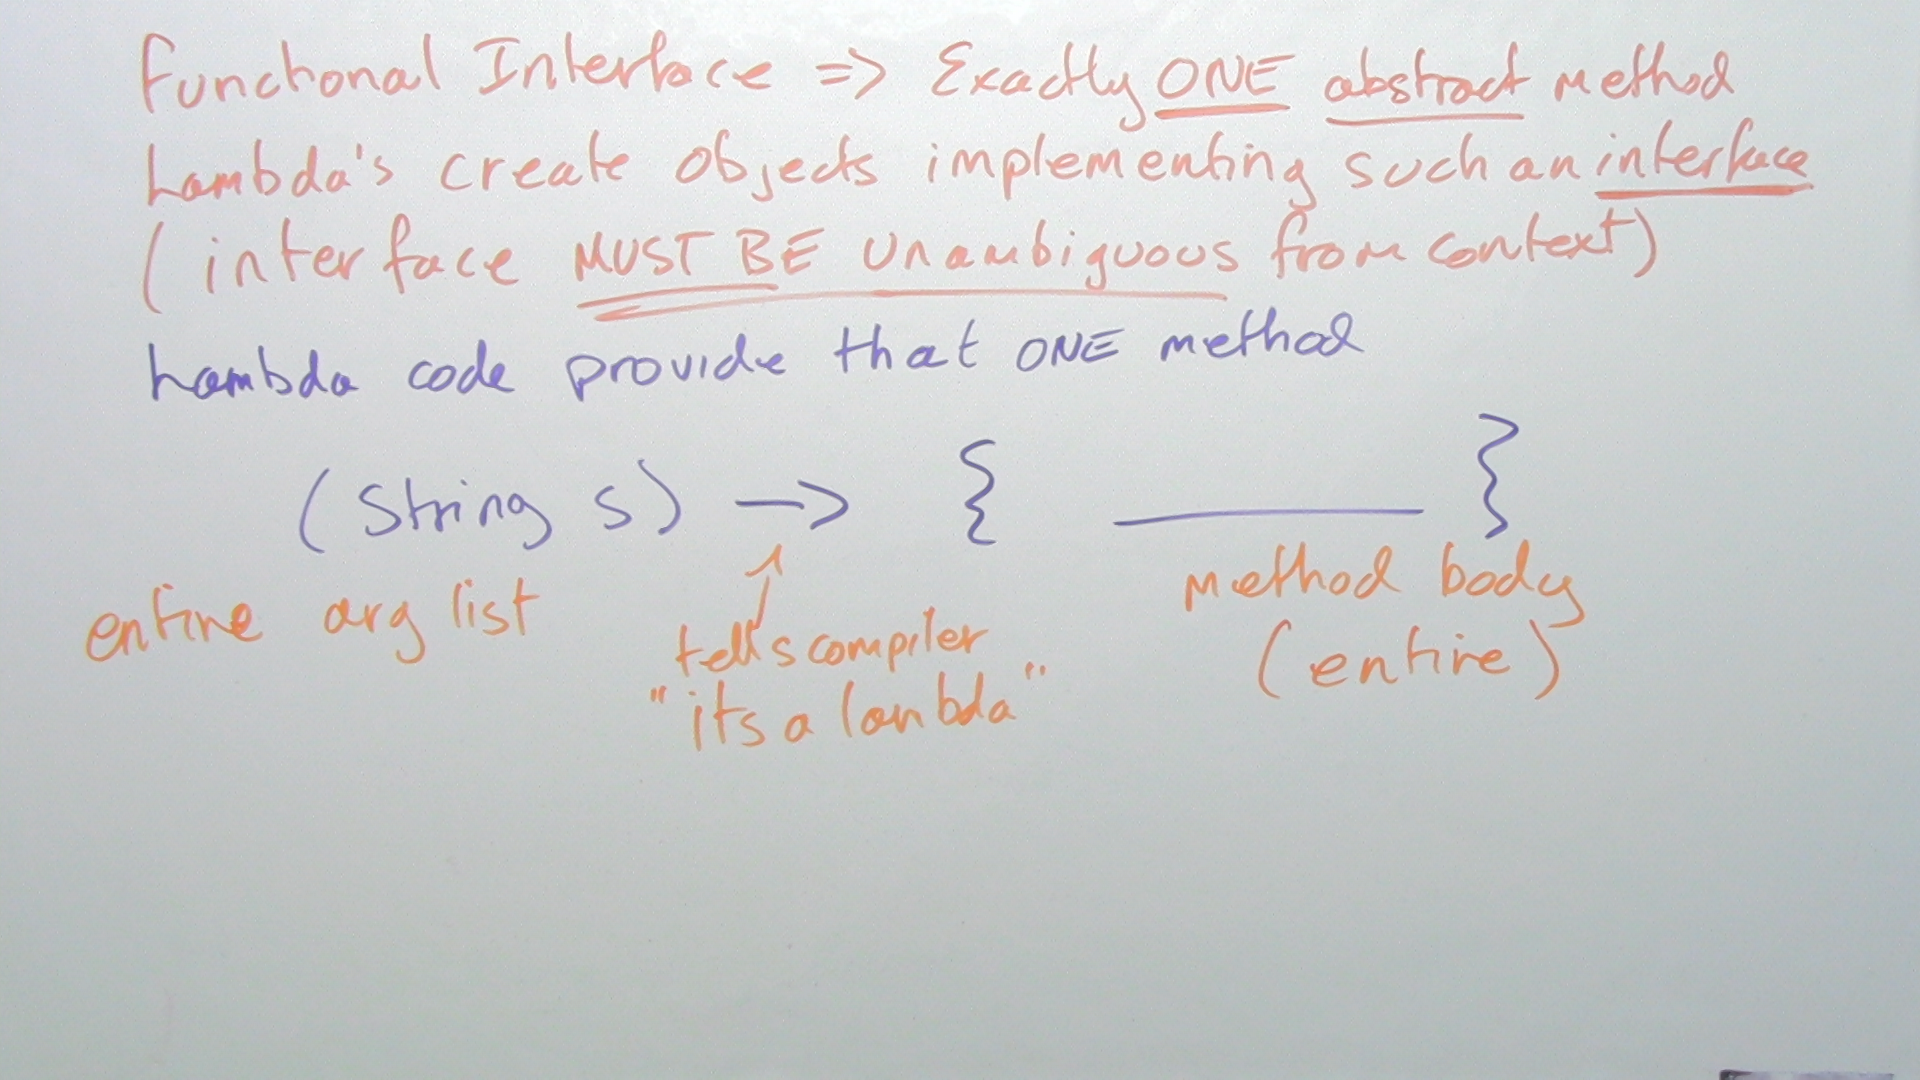 Functional Interface => Exactly ONE abstract method
Lambda's create objects implementing such an interface
(interface MUST BE unambiguous from context)
Lambda code provide that ONE method
(String s) -> { ______ }
entire arg list
tells compiler
"its a lambda"
method body
(entire)